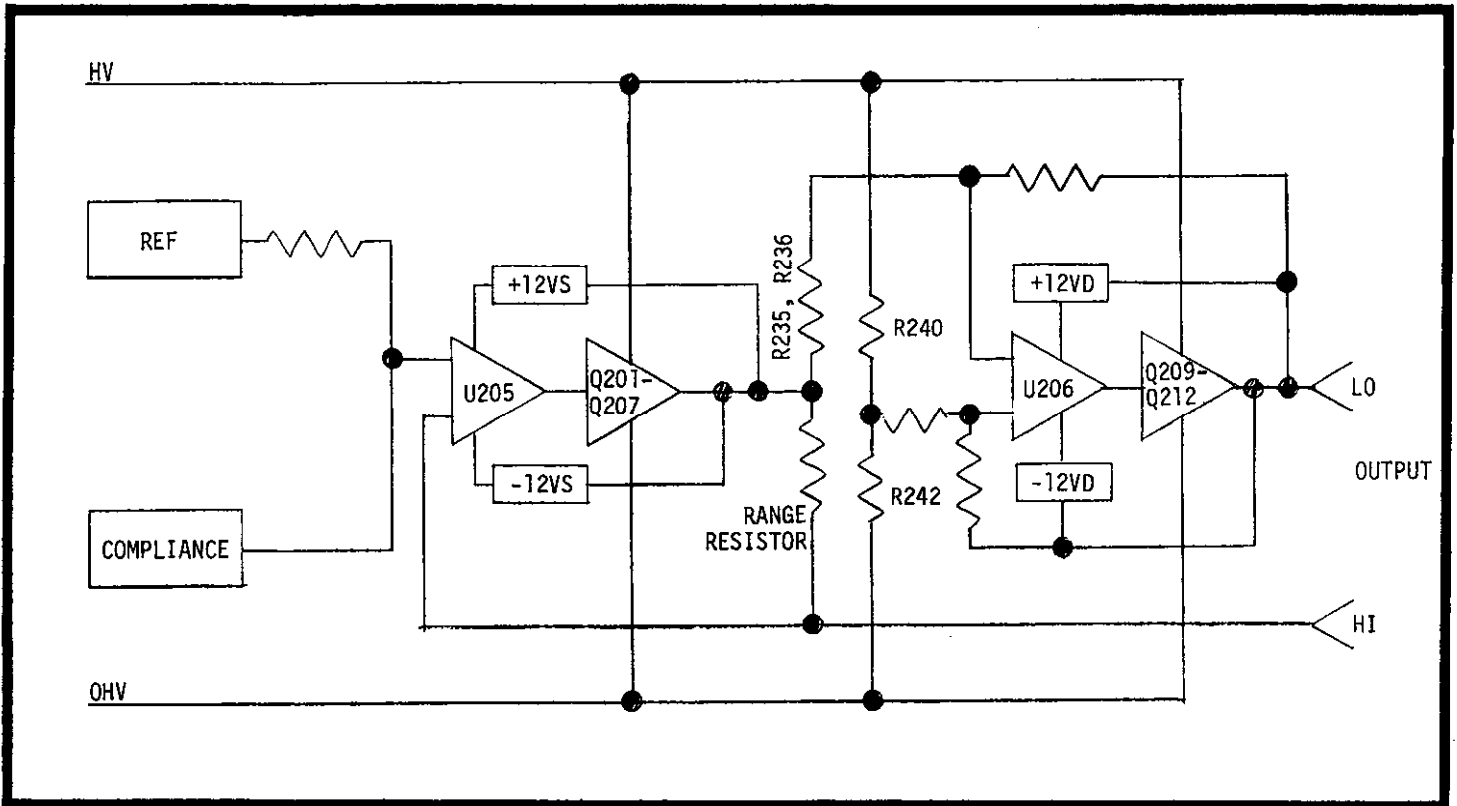 HV
REF
+12VS
R235, R236
R240
+12VD
U205
Q201-
Q207
U206
Q209-
Q212
LO
-12VS
R242
-12VD
OUTPUT
RANGE
RESISTOR
COMPLIANCE
HI
OHV